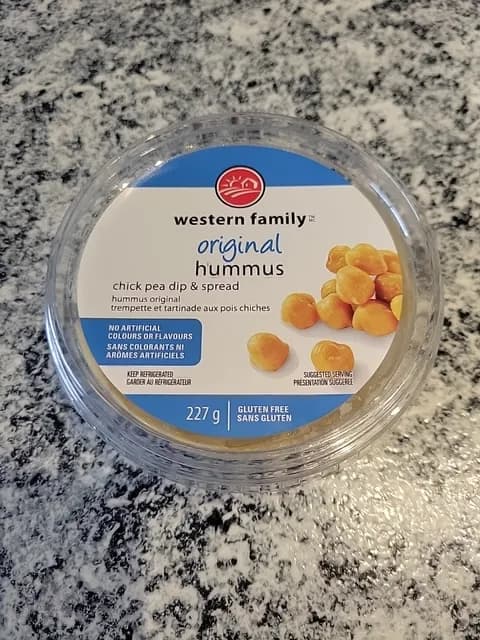 western family
original
hummus
chick pea dip & spread
hummus original
trempette et tartinade aux pois chiches
NO ARTIFICIAL
COLOURS OR FLAVOURS
SANS COLORANTS NI
ARÔMES ARTIFICIELS
KEEP REFRIGERATED
GARDER AU RÉFRIGÉRATEUR
SUGGESTED SERVING
PRÉSENTATION SUGGÉRÉE
227 g
GLUTEN FREE
SANS GLUTEN